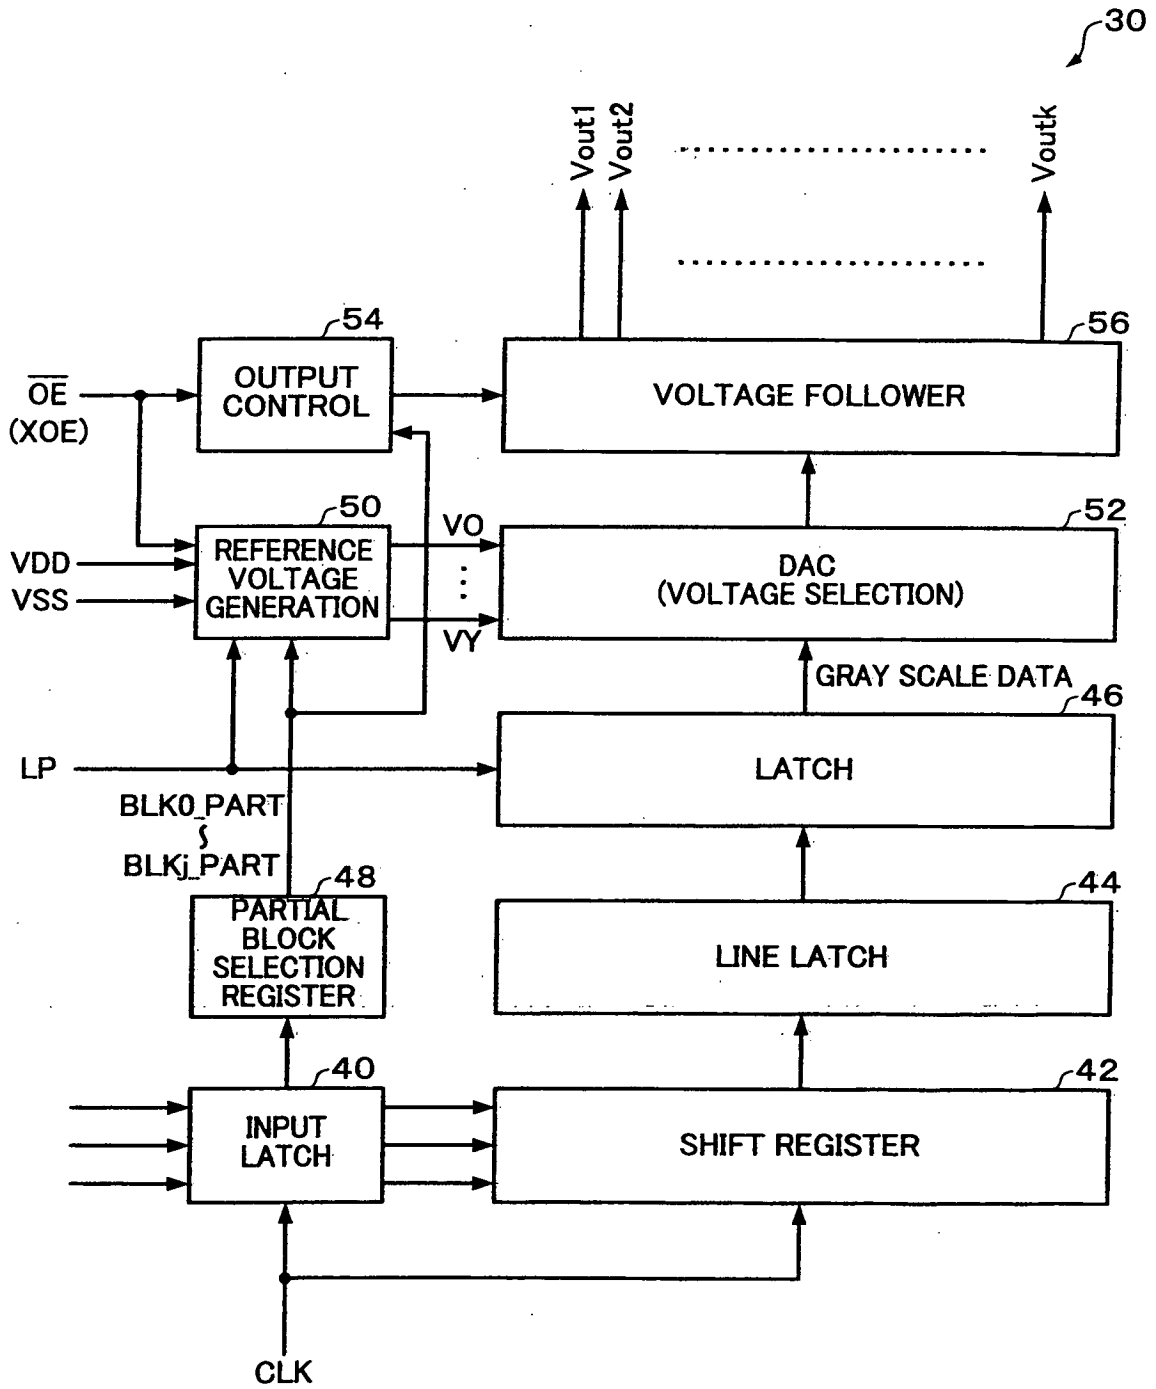 30
Vout1
Vout2
Voutk
54
56
OE
(XOE)
OUTPUT
CONTROL
VOLTAGE FOLLOWER
50
52
VDD
VSS
REFERENCE
VOLTAGE
GENERATION
V0
VY
DAC
(VOLTAGE SELECTION)
GRAY SCALE DATA
46
LP
LATCH
BLK0_PART
BLKj_PART
48
44
PARTIAL
BLOCK
SELECTION
REGISTER
LINE LATCH
40
42
INPUT
LATCH
SHIFT REGISTER
CLK